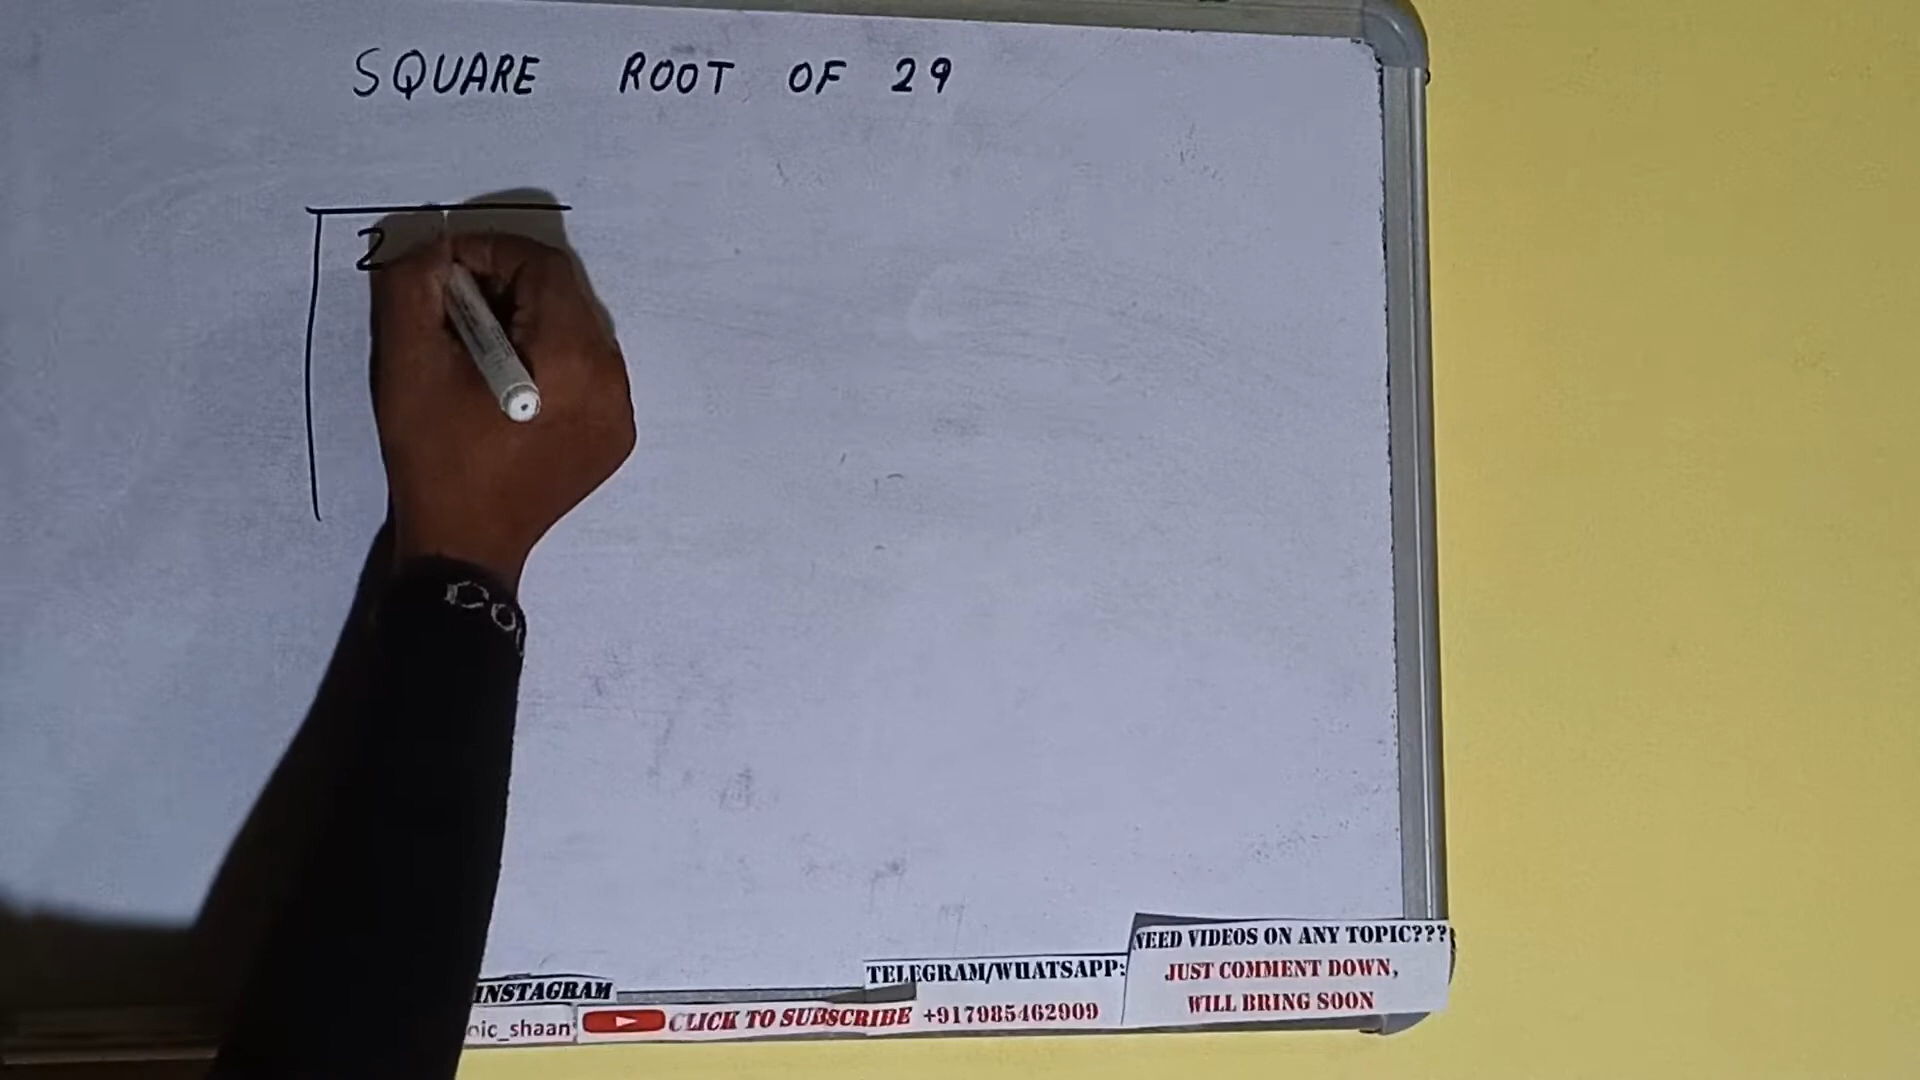 SQUARE ROOT OF 29
2
NEED VIDEOS ON ANY TOPIC???
JUST COMMENT DOWN,
WILL BRING SOON
TELEGRAM/WHATSAPP:
+917985462909
INSTAGRAM
CLICK TO SUBSCRIBE